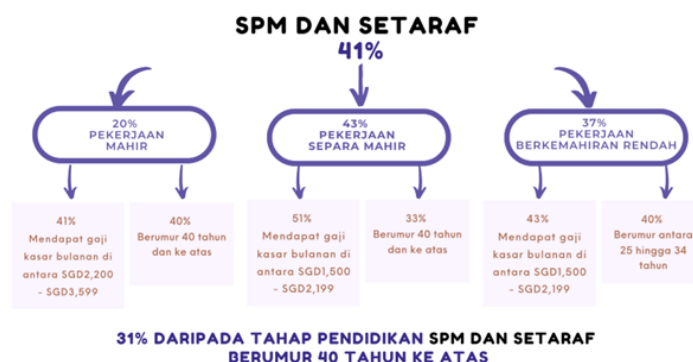 SPM DAN SETARAF
41%
20%
PEKERJAAN
MAHIR
43%
PEKERJAAN
SEPARA MAHIR
37%
PEKERJAAN
BERKEMAHIRAN RENDAH
41%
Mendapat gaji
kasar bulanan di
antara SGD2,200
- SGD3,599
40%
Berumur 40 tahun
dan ke atas
51%
Mendapat gaji
kasar bulanan di
antara SGD1,500
- SGD2,199
33%
Berumur 40 tahun
dan ke atas
43%
Mendapat gaji
kasar bulanan di
antara SGD1,500
- SGD2,199
40%
Berumur antara
25 hingga 34
tahun
31% DARIPADA TAHAP PENDIDIKAN SPM DAN SETARAF
BERUMUR 40 TAHUN KE ATAS